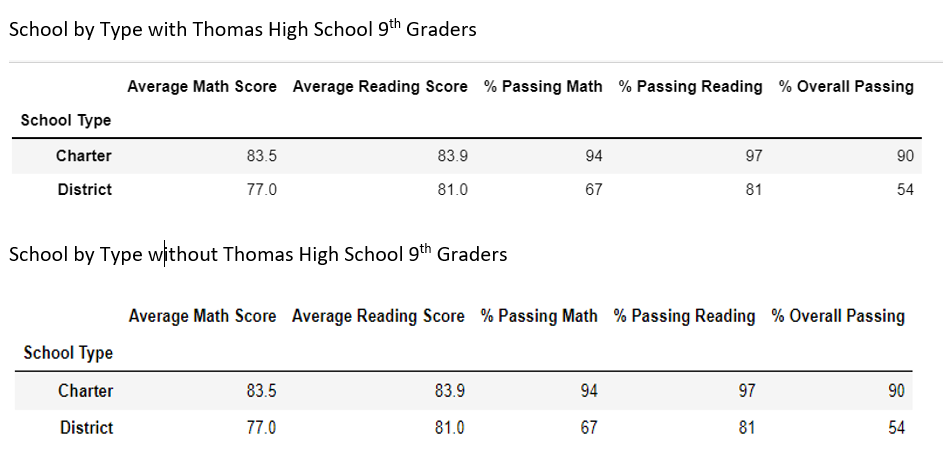 School by Type with Thomas High School 9th Graders
Average Math Score Average Reading Score % Passing Math % Passing Reading % Overall Passing
School Type
Charter 83.5 83.9 94 97 90
District 77.0 81.0 67 81 54
School by Type without Thomas High School 9th Graders
Average Math Score Average Reading Score % Passing Math % Passing Reading % Overall Passing
School Type
Charter 83.5 83.9 94 97 90
District 77.0 81.0 67 81 54